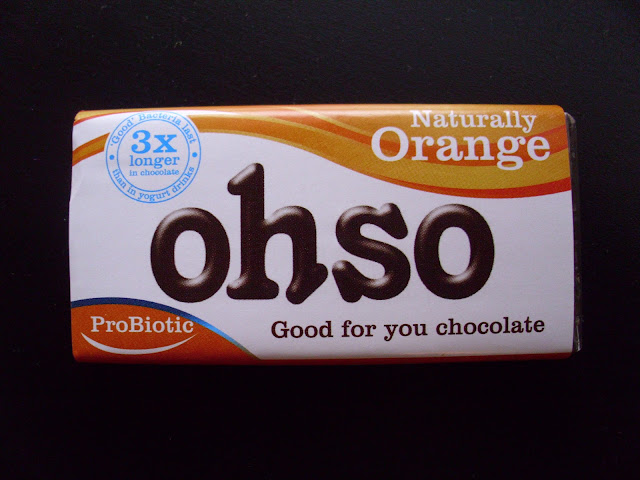 'Good' Bacteria last
3x
longer
in chocolate
than in yogurt drinks
Naturally
Orange
ohso
ProBiotic
Good for you chocolate